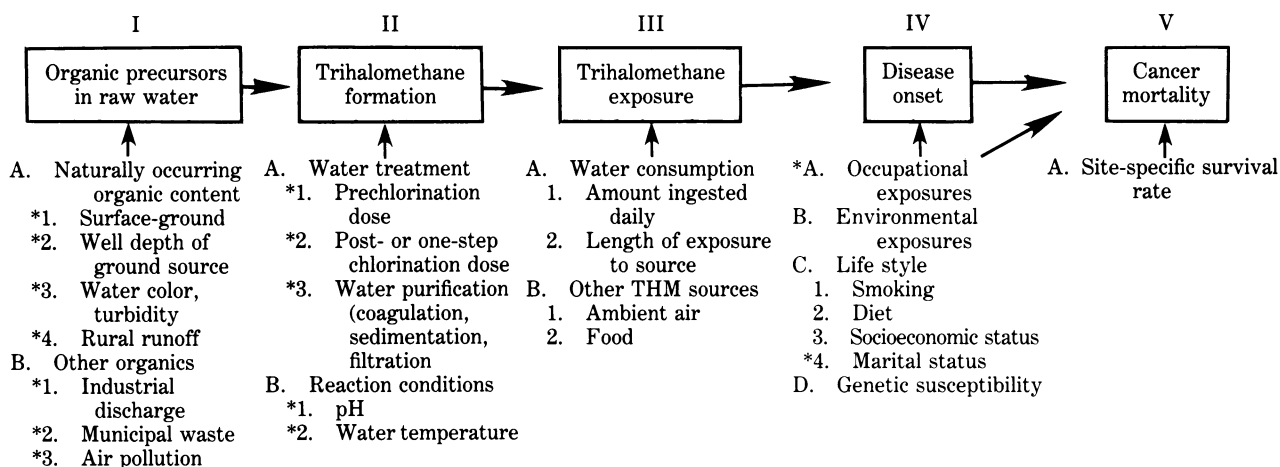 I
II
III
IV
V
Organic precursors
in raw water
Trihalomethane
formation
Trihalomethane
exposure
Disease
onset
Cancer
mortality
A. Naturally occurring
organic content
*1. Surface-ground
*2. Well depth of
ground source
*3. Water color,
turbidity
*4. Rural runoff
B. Other organics
*1. Industrial
discharge
*2. Municipal waste
*3. Air pollution
A. Water treatment
*1. Prechlorination
dose
*2. Post- or one-step
chlorination dose
*3. Water purification
(coagulation,
sedimentation,
filtration
B. Reaction conditions
*1. pH
*2. Water temperature
A. Water consumption
1. Amount ingested
daily
2. Length of exposure
to source
B. Other THM sources
1. Ambient air
2. Food
*A. Occupational
exposures
B. Environmental
exposures
C. Life style
1. Smoking
2. Diet
3. Socioeconomic status
*4. Marital status
D. Genetic susceptibility
A. Site-specific survival
rate